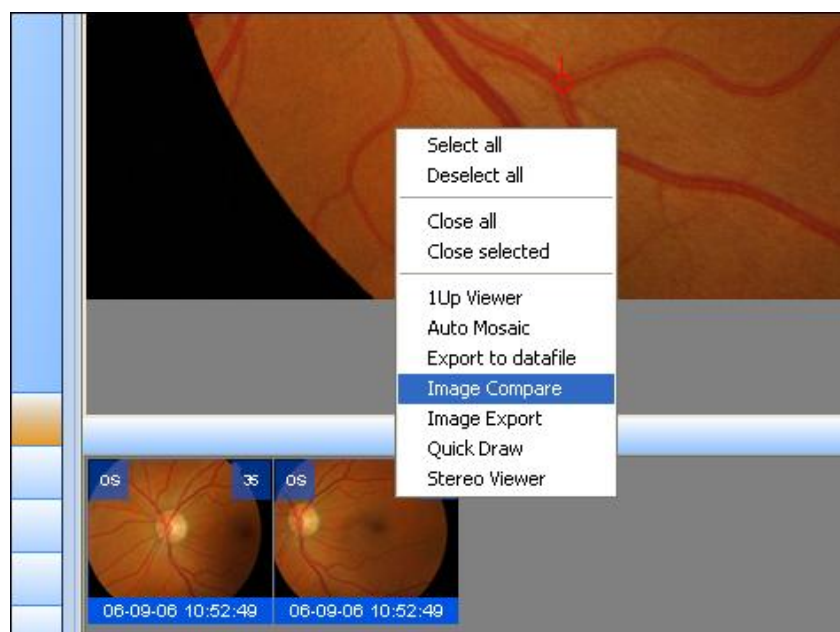 Select all
Deselect all
Close all
Close selected
1Up Viewer
Auto Mosaic
Export to datafile
Image Compare
Image Export
Quick Draw
Stereo Viewer
OS 35 OS
06-09-06 10:52:49 06-09-06 10:52:49